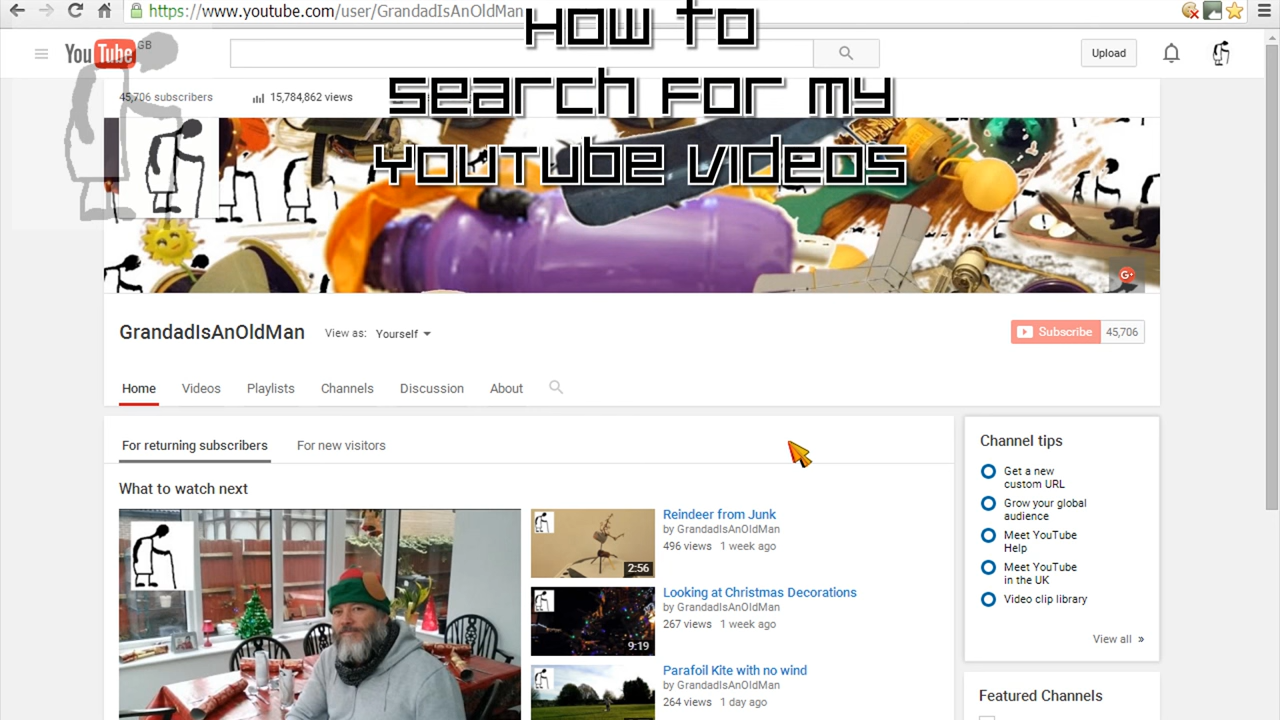 https://www.youtube.com/user/GrandadIsAnOldMan
HOW TO
SEARCH FOR MY
YOUTUBE VIDEOS
YouTube GB
Upload
45,706 subscribers
15,784,862 views
GrandadIsAnOldMan
View as: Yourself
Subscribe 45,706
Home
Videos
Playlists
Channels
Discussion
About
For returning subscribers
For new visitors
What to watch next
Reindeer from Junk
by GrandadIsAnOldMan
496 views 1 week ago
2:56
Looking at Christmas Decorations
by GrandadIsAnOldMan
267 views 1 week ago
9:19
Parafoil Kite with no wind
by GrandadIsAnOldMan
264 views 1 day ago
Channel tips
Get a new
custom URL
Grow your global
audience
Meet YouTube
Help
Meet YouTube
in the UK
Video clip library
View all »
Featured Channels